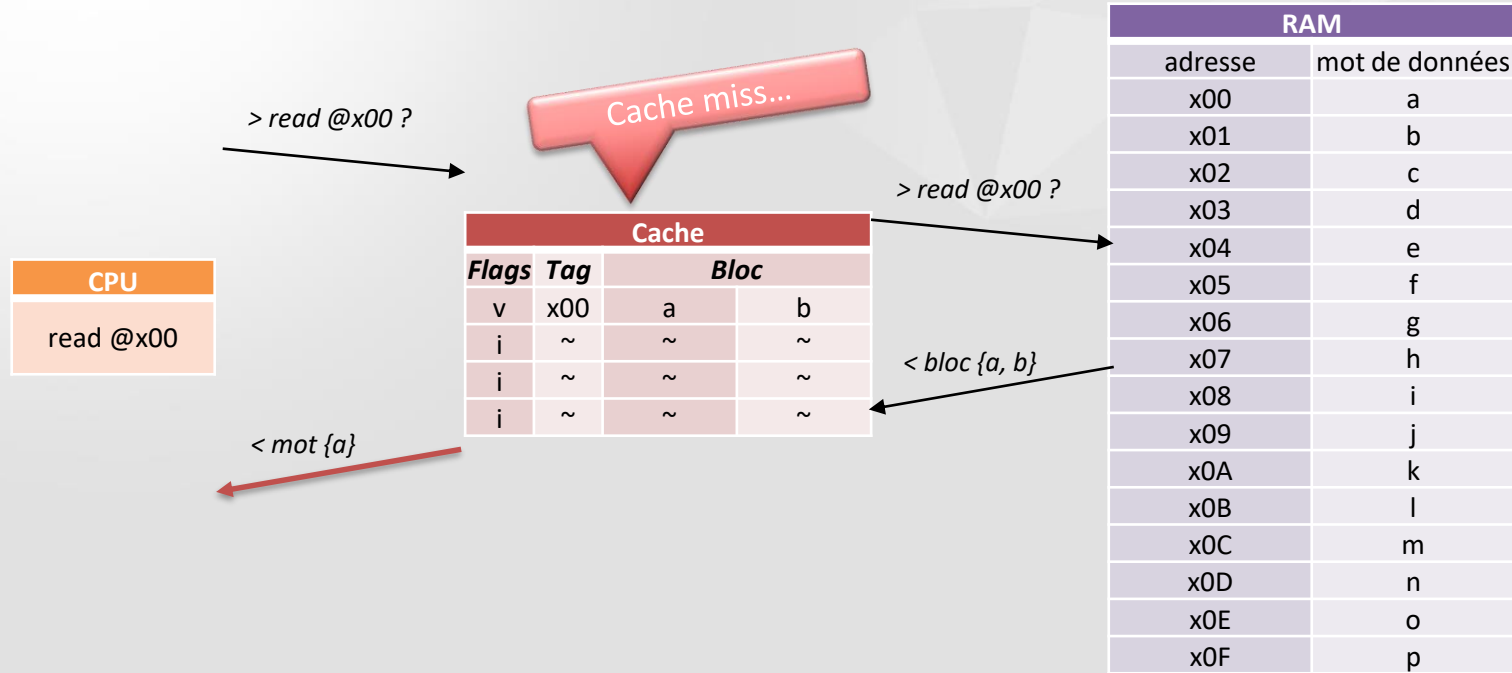 > read @x00 ?
Cache miss…
CPU
read @x00
> read @x00 ?
Cache
Flags Tag Bloc
v x00 a b
i ~ ~ ~
i ~ ~ ~
i ~ ~ ~
< bloc {a, b}
< mot {a}
RAM
adresse mot de données
x00 a
x01 b
x02 c
x03 d
x04 e
x05 f
x06 g
x07 h
x08 i
x09 j
x0A k
x0B l
x0C m
x0D n
x0E o
x0F p